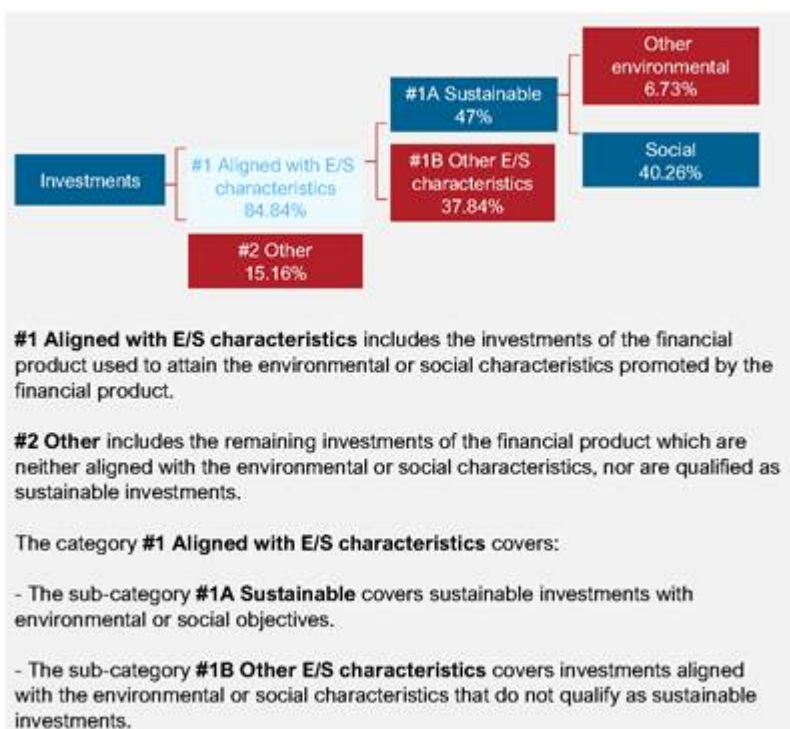 Other
environmental
6.73%
#1A Sustainable
47%
Social
40.26%
#1B Other E/S
characteristics
37.84%
Investments
#1 Aligned with E/S
characteristics
84.84%
#2 Other
15.16%
#1 Aligned with E/S characteristics includes the investments of the financial
product used to attain the environmental or social characteristics promoted by the
financial product.
#2 Other includes the remaining investments of the financial product which are
neither aligned with the environmental or social characteristics, nor are qualified as
sustainable investments.
The category #1 Aligned with E/S characteristics covers:
- The sub-category #1A Sustainable covers sustainable investments with
environmental or social objectives.
- The sub-category #1B Other E/S characteristics covers investments aligned
with the environmental or social characteristics that do not qualify as sustainable
investments.